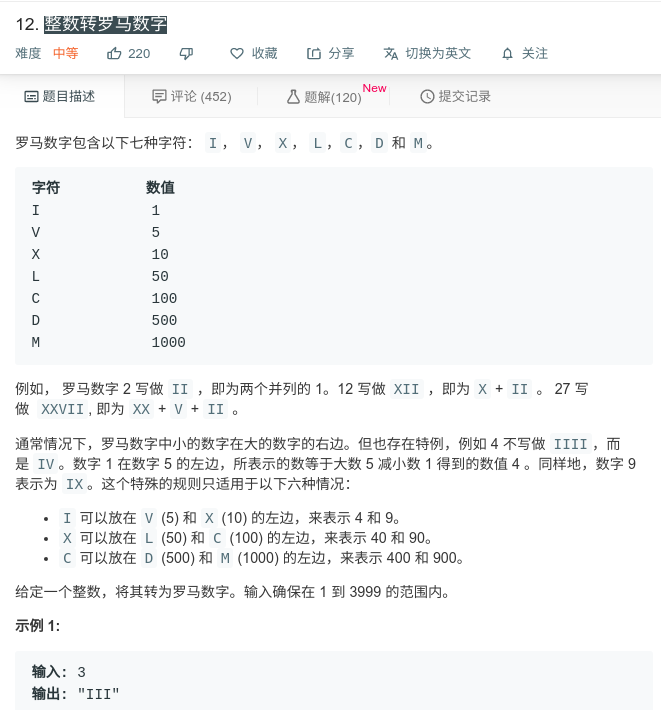 12. 整数转罗马数字
难度 中等 220 收藏 分享 切换为英文 关注
题目描述 评论 (452) 题解(120) New 提交记录
罗马数字包含以下七种字符： I， V， X， L，C，D 和 M。
字符 数值
I 1
V 5
X 10
L 50
C 100
D 500
M 1000
例如， 罗马数字 2 写做 II ，即为两个并列的 1。12 写做 XII ，即为 X + II 。 27 写
做 XXVII, 即为 XX + V + II 。
通常情况下，罗马数字中小的数字在大的数字的右边。但也存在特例，例如 4 不写做 IIII，而
是 IV。数字 1 在数字 5 的左边，所表示的数等于大数 5 减小数 1 得到的数值 4 。同样地，数字 9
表示为 IX。这个特殊的规则只适用于以下六种情况：
• I 可以放在 V (5) 和 X (10) 的左边，来表示 4 和 9。
• X 可以放在 L (50) 和 C (100) 的左边，来表示 40 和 90。
• C 可以放在 D (500) 和 M (1000) 的左边，来表示 400 和 900。
给定一个整数，将其转为罗马数字。输入确保在 1 到 3999 的范围内。
示例 1:
输入: 3
输出: "III"